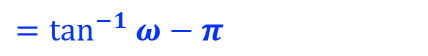 = tan⁻¹ ω − π